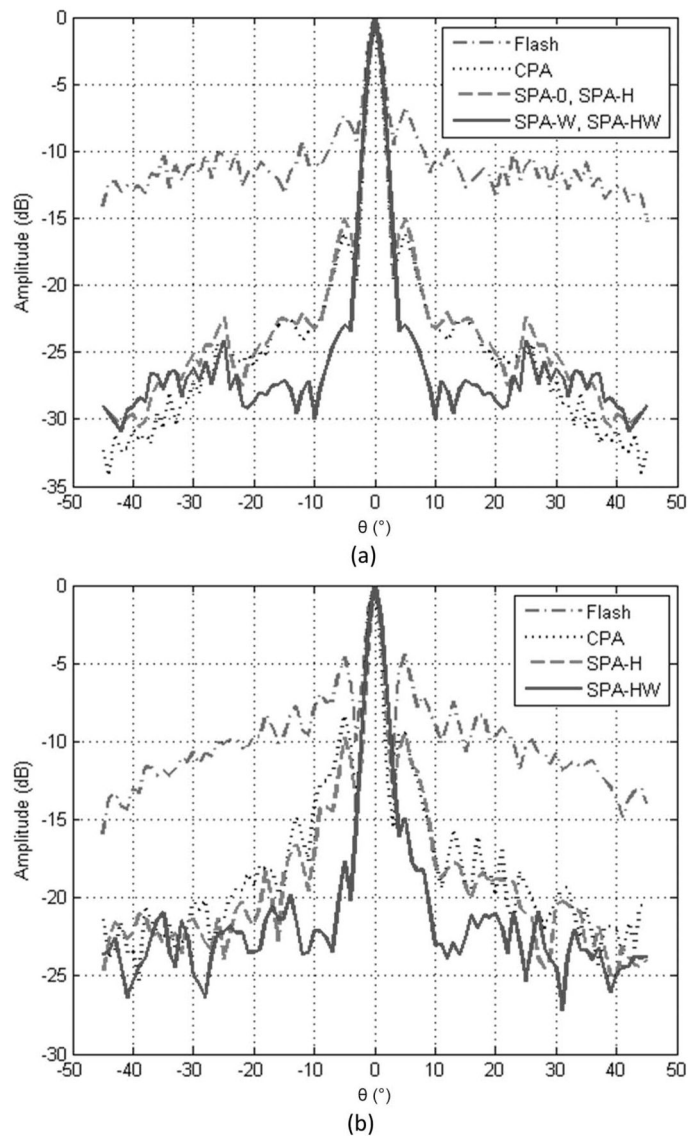 0
-5
-10
-15
-20
-25
-30
-35
Amplitude (dB)
Flash
CPA
SPA-0, SPA-H
SPA-W, SPA-HW
-50 -40 -30 -20 -10 0 10 20 30 40 50
θ (°)
(a)
0
-5
-10
-15
-20
-25
-30
Amplitude (dB)
Flash
CPA
SPA-H
SPA-HW
-50 -40 -30 -20 -10 0 10 20 30 40 50
θ (°)
(b)